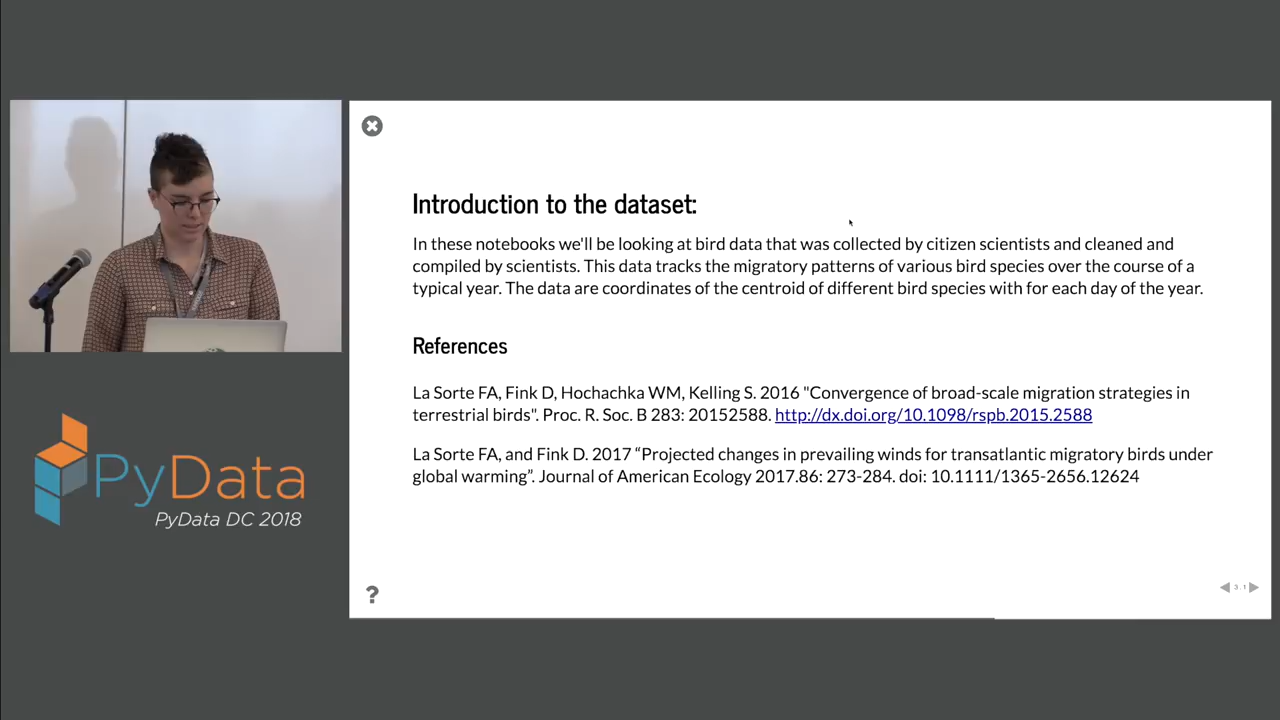 Introduction to the dataset:
In these notebooks we'll be looking at bird data that was collected by citizen scientists and cleaned and
compiled by scientists. This data tracks the migratory patterns of various bird species over the course of a
typical year. The data are coordinates of the centroid of different bird species with for each day of the year.
References
La Sorte FA, Fink D, Hochachka WM, Kelling S. 2016 "Convergence of broad-scale migration strategies in
terrestrial birds". Proc. R. Soc. B 283: 20152588. http://dx.doi.org/10.1098/rspb.2015.2588
La Sorte FA, and Fink D. 2017 “Projected changes in prevailing winds for transatlantic migratory birds under
global warming”. Journal of American Ecology 2017.86: 273-284. doi: 10.1111/1365-2656.12624
?
3.1
PyData
PyData DC 2018